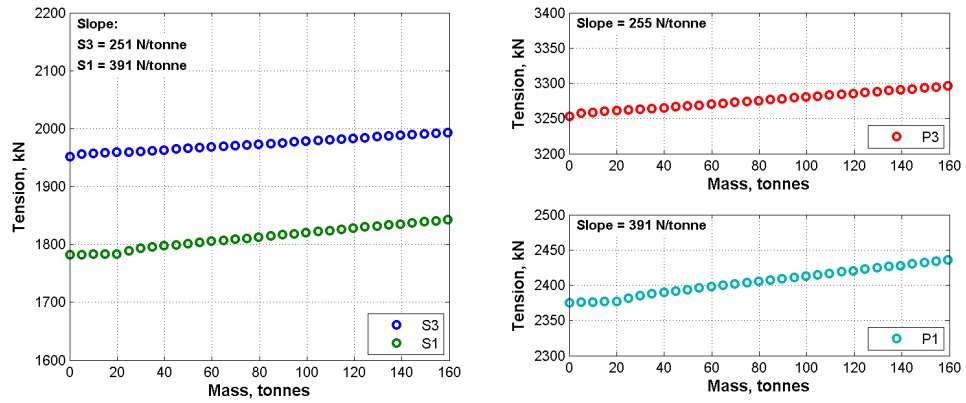 Slope:
S3 = 251 N/tonne
S1 = 391 N/tonne
2200
2100
2000
1900
1800
1700
1600
Tension, kN
0 20 40 60 80 100 120 140 160
Mass, tonnes
S3
S1
Slope = 255 N/tonne
3400
3350
3300
3250
3200
Tension, kN
0 20 40 60 80 100 120 140 160
Mass, tonnes
P3
Slope = 391 N/tonne
2500
2450
2400
2350
2300
Tension, kN
0 20 40 60 80 100 120 140 160
Mass, tonnes
P1